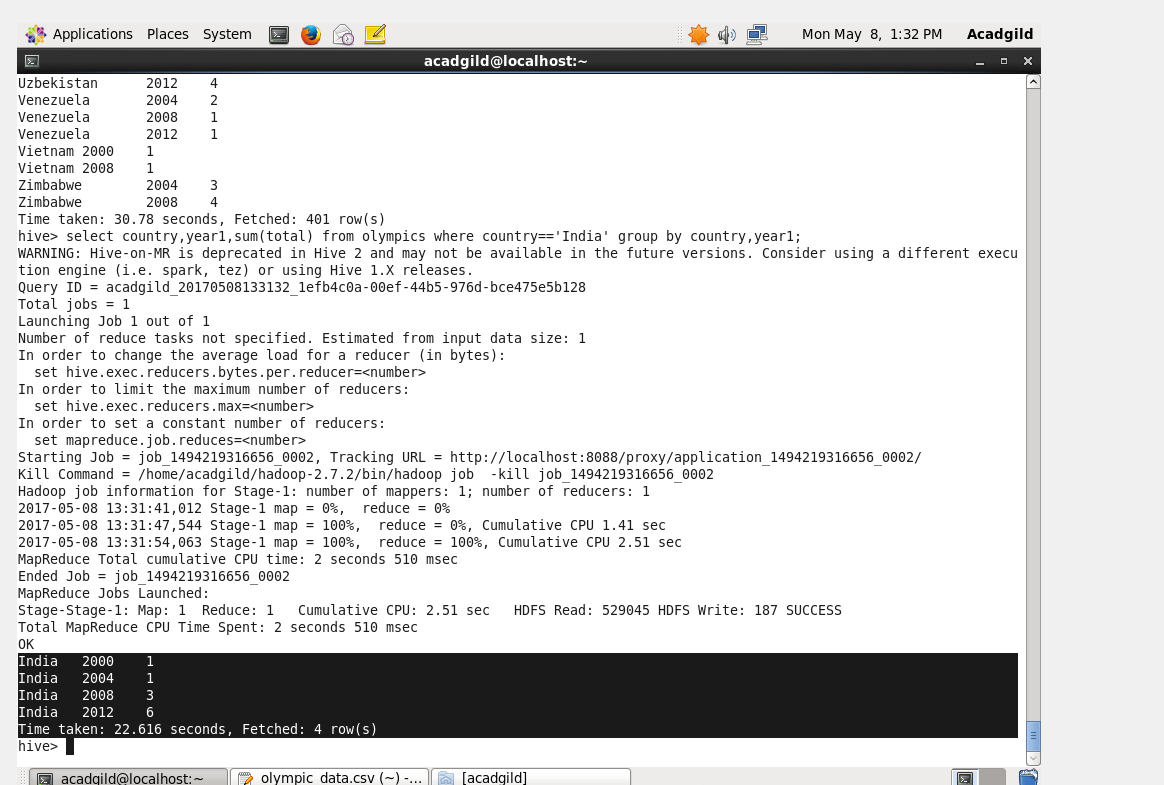 Applications Places System Mon May 8, 1:32 PM Acadgild
acadgild@localhost:~
Uzbekistan 2012 4
Venezuela 2004 2
Venezuela 2008 1
Venezuela 2012 1
Vietnam 2000 1
Vietnam 2008 1
Zimbabwe 2004 3
Zimbabwe 2008 4
Time taken: 30.78 seconds, Fetched: 401 row(s)
hive> select country,year1,sum(total) from olympics where country=='India' group by country,year1;
WARNING: Hive-on-MR is deprecated in Hive 2 and may not be available in the future versions. Consider using a different execu
tion engine (i.e. spark, tez) or using Hive 1.X releases.
Query ID = acadgild_20170508133132_1efb4c0a-00ef-44b5-976d-bce475e5b128
Total jobs = 1
Launching Job 1 out of 1
Number of reduce tasks not specified. Estimated from input data size: 1
In order to change the average load for a reducer (in bytes):
  set hive.exec.reducers.bytes.per.reducer=<number>
In order to limit the maximum number of reducers:
  set hive.exec.reducers.max=<number>
In order to set a constant number of reducers:
  set mapreduce.job.reduces=<number>
Starting Job = job_1494219316656_0002, Tracking URL = http://localhost:8088/proxy/application_1494219316656_0002/
Kill Command = /home/acadgild/hadoop-2.7.2/bin/hadoop job  -kill job_1494219316656_0002
Hadoop job information for Stage-1: number of mappers: 1; number of reducers: 1
2017-05-08 13:31:41,012 Stage-1 map = 0%,  reduce = 0%
2017-05-08 13:31:47,544 Stage-1 map = 100%,  reduce = 0%, Cumulative CPU 1.41 sec
2017-05-08 13:31:54,063 Stage-1 map = 100%,  reduce = 100%, Cumulative CPU 2.51 sec
MapReduce Total cumulative CPU time: 2 seconds 510 msec
Ended Job = job_1494219316656_0002
MapReduce Jobs Launched:
Stage-Stage-1: Map: 1  Reduce: 1   Cumulative CPU: 2.51 sec   HDFS Read: 529045 HDFS Write: 187 SUCCESS
Total MapReduce CPU Time Spent: 2 seconds 510 msec
OK
India 2000 1
India 2004 1
India 2008 3
India 2012 6
Time taken: 22.616 seconds, Fetched: 4 row(s)
hive>
acadgild@localhost:~ olympic_data.csv (~) -... [acadgild]